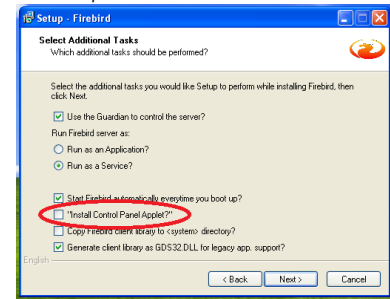 Setup - Firebird
Select Additional Tasks
Which additional tasks should be performed?
Select the additional tasks you would like Setup to perform while installing Firebird, then
click Next.
Use the Guardian to control the server?
Run Firebird server as:
Run as an Application?
Run as a Service?
Start Firebird automatically everytime you boot up?
"Install Control Panel Applet?"
Copy Firebird client library to <system> directory?
Generate client library as GDS32.DLL for legacy app. support?
English
< Back
Next >
Cancel